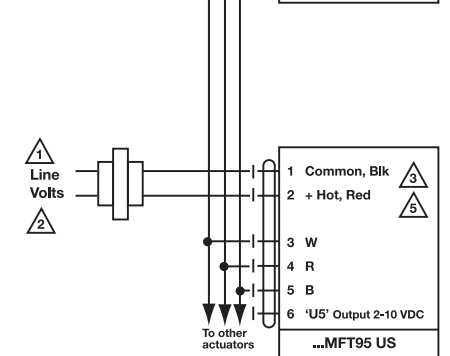 1
Line
Volts
2
1 Common, Blk
3
2 + Hot, Red
5
3 W
4 R
5 B
6 'U5' Output 2-10 VDC
To other
actuators
...MFT95 US